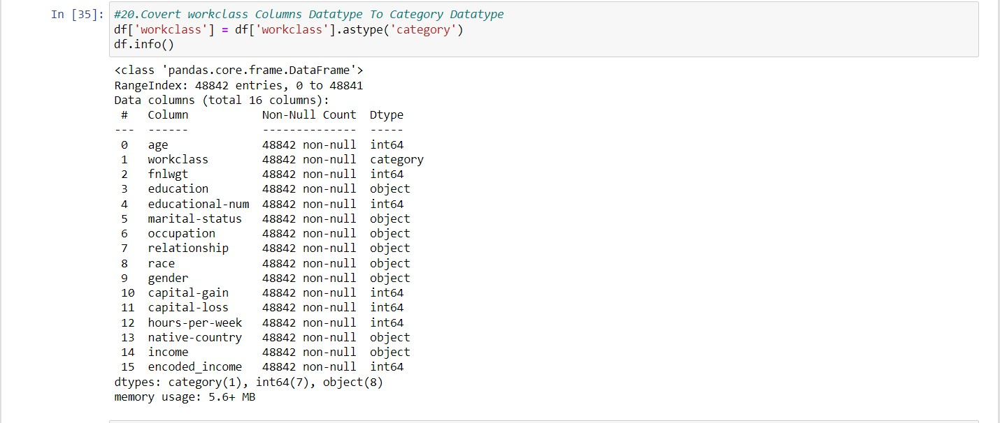 In [35]: #20.Covert workclass Columns Datatype To Category Datatype
df['workclass'] = df['workclass'].astype('category')
df.info()
<class 'pandas.core.frame.DataFrame'>
RangeIndex: 48842 entries, 0 to 48841
Data columns (total 16 columns):
 #   Column           Non-Null Count  Dtype
---  ------           --------------  -----
 0   age              48842 non-null  int64
 1   workclass        48842 non-null  category
 2   fnlwgt           48842 non-null  int64
 3   education        48842 non-null  object
 4   educational-num  48842 non-null  int64
 5   marital-status   48842 non-null  object
 6   occupation       48842 non-null  object
 7   relationship     48842 non-null  object
 8   race             48842 non-null  object
 9   gender           48842 non-null  object
 10  capital-gain     48842 non-null  int64
 11  capital-loss     48842 non-null  int64
 12  hours-per-week   48842 non-null  int64
 13  native-country   48842 non-null  object
 14  income           48842 non-null  object
 15  encoded_income   48842 non-null  int64
dtypes: category(1), int64(7), object(8)
memory usage: 5.6+ MB